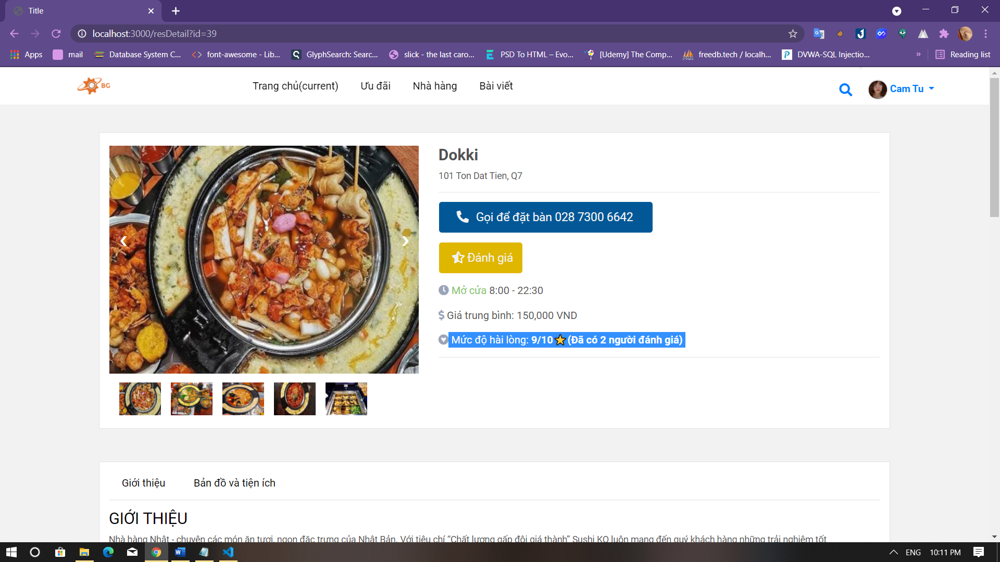 Title
localhost:3000/resDetail?id=39
Apps
mail
Database System C...
font-awesome - Lib...
GlyphSearch: Searc...
slick - the last caro...
PSD To HTML – Evo...
[Udemy] The Comp...
freedb.tech / localh...
DVWA-SQL Injectio...
»
Reading list
BG
Trang chủ(current)
Ưu đãi
Nhà hàng
Bài viết
Cam Tu
Dokki
101 Ton Dat Tien, Q7
Gọi để đặt bàn 028 7300 6642
Đánh giá
Mở cửa 8:00 - 22:30
$ Giá trung bình: 150,000 VND
Mức độ hài lòng: 9/10⭐(Đã có 2 người đánh giá)
Giới thiệu
Bản đồ và tiện ích
GIỚI THIỆU
Nhà hàng Nhật - chuyên các món ăn tươi, ngon đặc trưng của Nhật Bản. Với tiêu chí “Chất lượng gấp đôi giá thành” Sushi KO luôn mang đến quý khách hàng những trải nghiệm tốt
ENG
10:11 PM